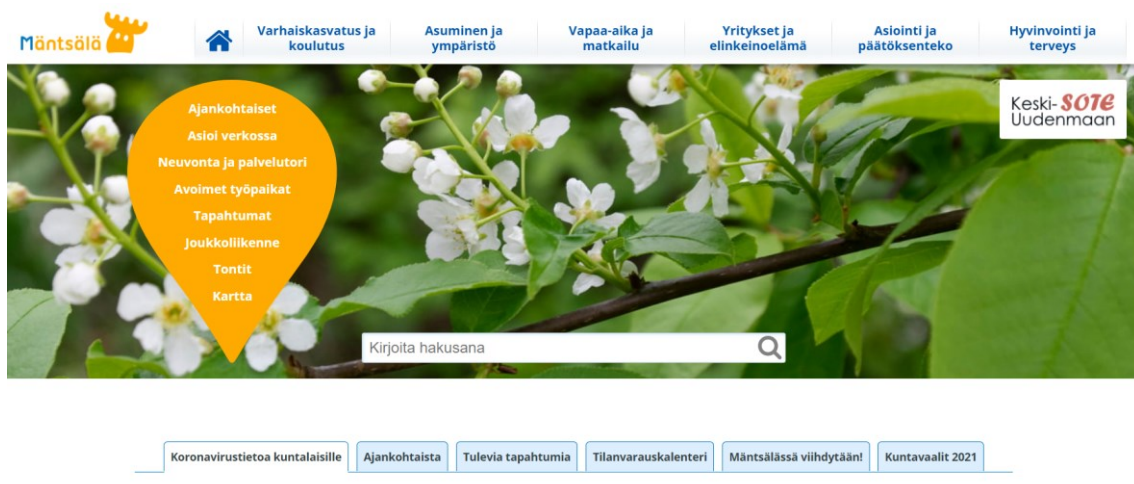 Mäntsälä
Varhaiskasvatus ja
koulutus
Asuminen ja
ympäristö
Vapaa-aika ja
matkailu
Yritykset ja
elinkeinoelämä
Asiointi ja
päätöksenteko
Hyvinvointi ja
terveys
Ajankohtaiset
Asioi verkossa
Neuvonta ja palvelutori
Avoimet työpaikat
Tapahtumat
Joukkoliikenne
Tontit
Kartta
Keski-SOTE
Uudenmaan
Kirjoita hakusana
Koronavirustietoa kuntalaisille
Ajankohtaista
Tulevia tapahtumia
Tilanvarauskalenteri
Mäntsälässä viihdytään!
Kuntavaalit 2021